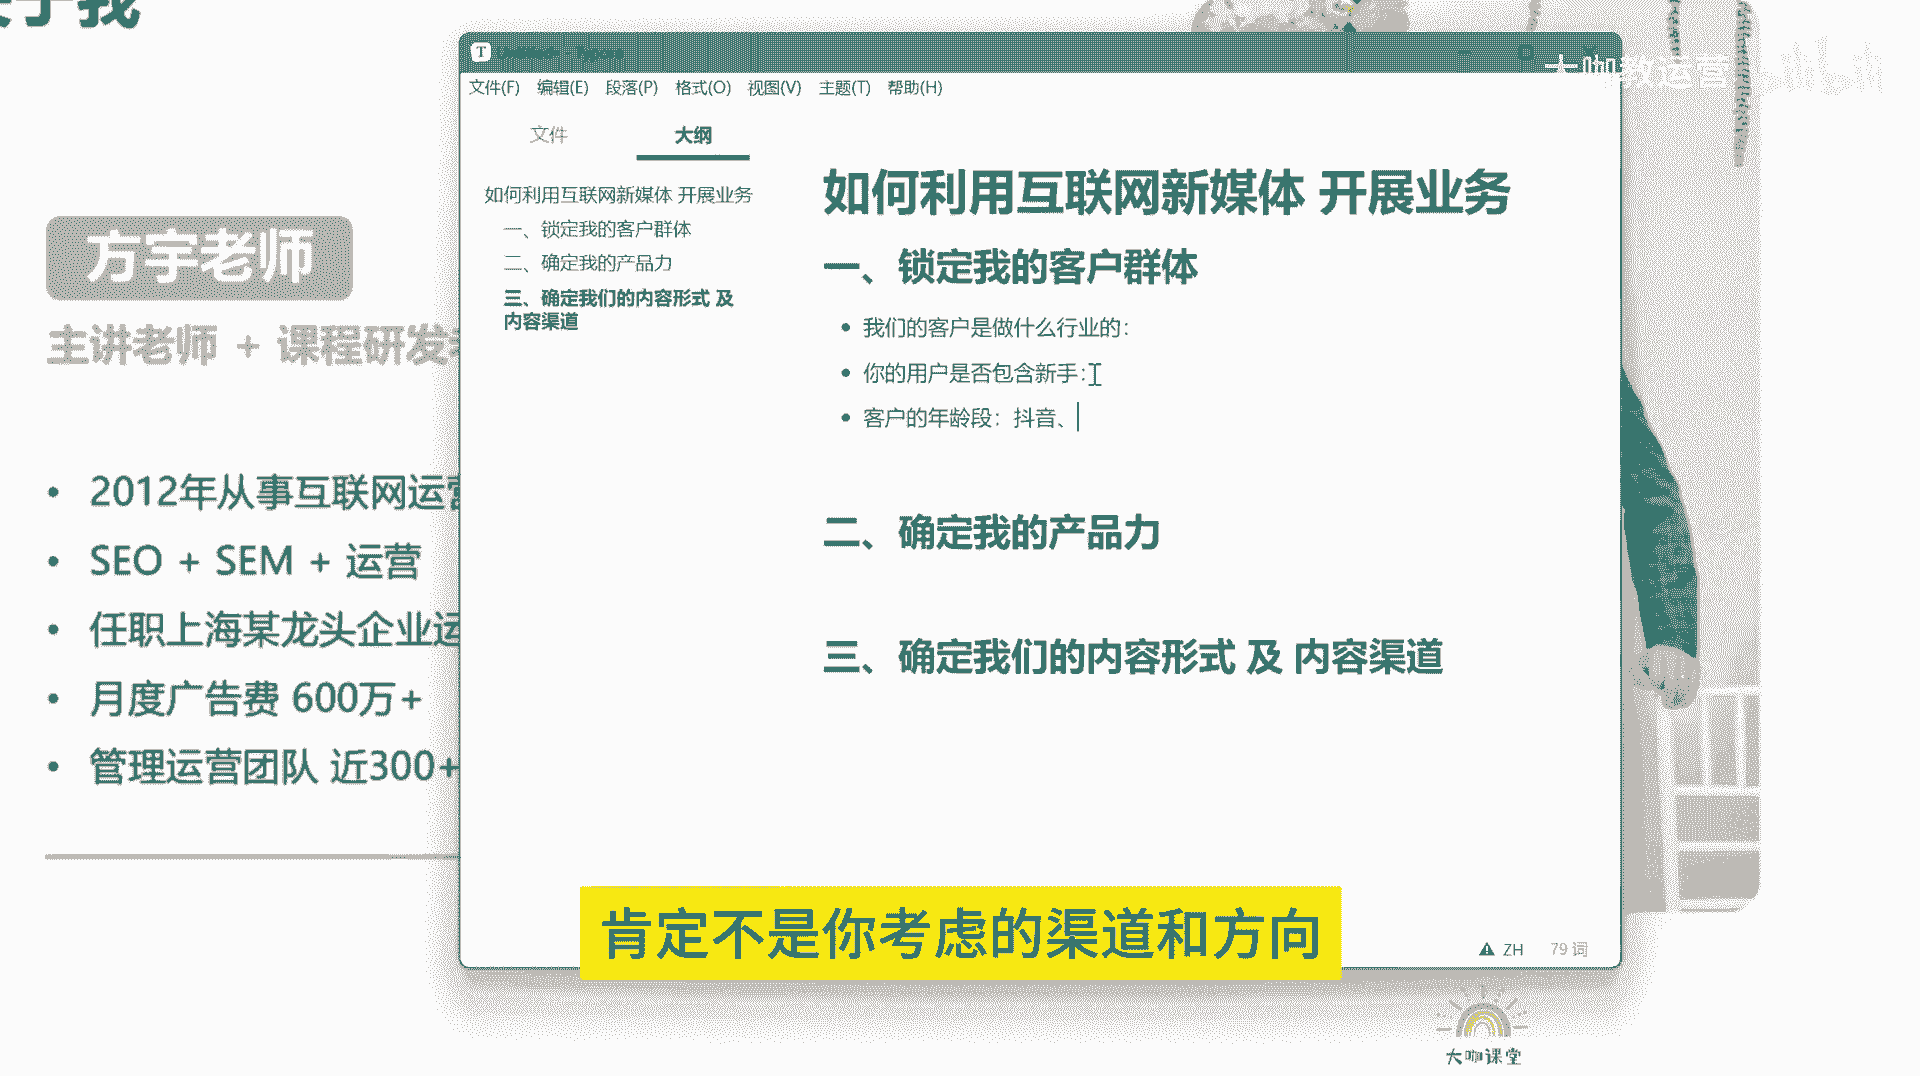 于我
方宇老师
主讲老师 + 课程研发
2012年从事互联网运营
SEO + SEM + 运营
任职上海某龙头企业运
月度广告费 600万+
管理运营团队 近300+
T
文件(F) 编辑(E) 段落(P) 格式(O) 视图(V) 主题(T) 帮助(H)
文件 大纲
如何利用互联网新媒体 开展业务
一、锁定我的客户群体
二、确定我的产品力
三、确定我们的内容形式 及
内容渠道
如何利用互联网新媒体 开展业务
一、锁定我的客户群体
我们的客户是做什么行业的：
你的用户是否包含新手：
客户的年龄段：抖音、
二、确定我的产品力
三、确定我们的内容形式 及 内容渠道
ZH 79 词
大咖教运营
肯定不是你考虑的渠道和方向
大咖课堂